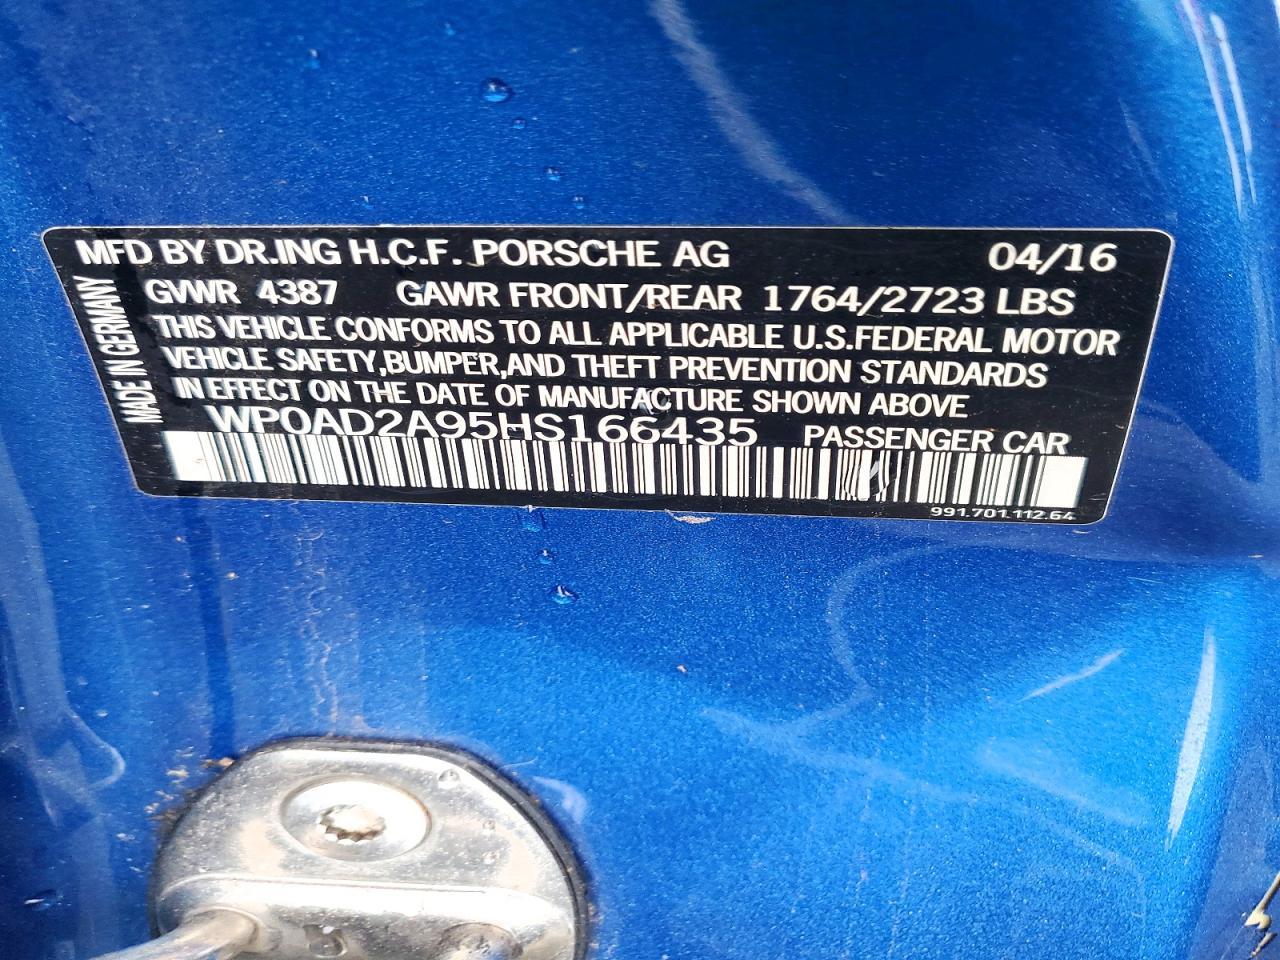 MFD BY DR.ING H.C.F. PORSCHE AG 04/16
GVWR 4387 GAWR FRONT/REAR 1764/2723 LBS
THIS VEHICLE CONFORMS TO ALL APPLICABLE U.S.FEDERAL MOTOR
VEHICLE SAFETY,BUMPER,AND THEFT PREVENTION STANDARDS
IN EFFECT ON THE DATE OF MANUFACTURE SHOWN ABOVE
WP0AD2A95HS166435 PASSENGER CAR
991.701.112.64
MADE IN GERMANY